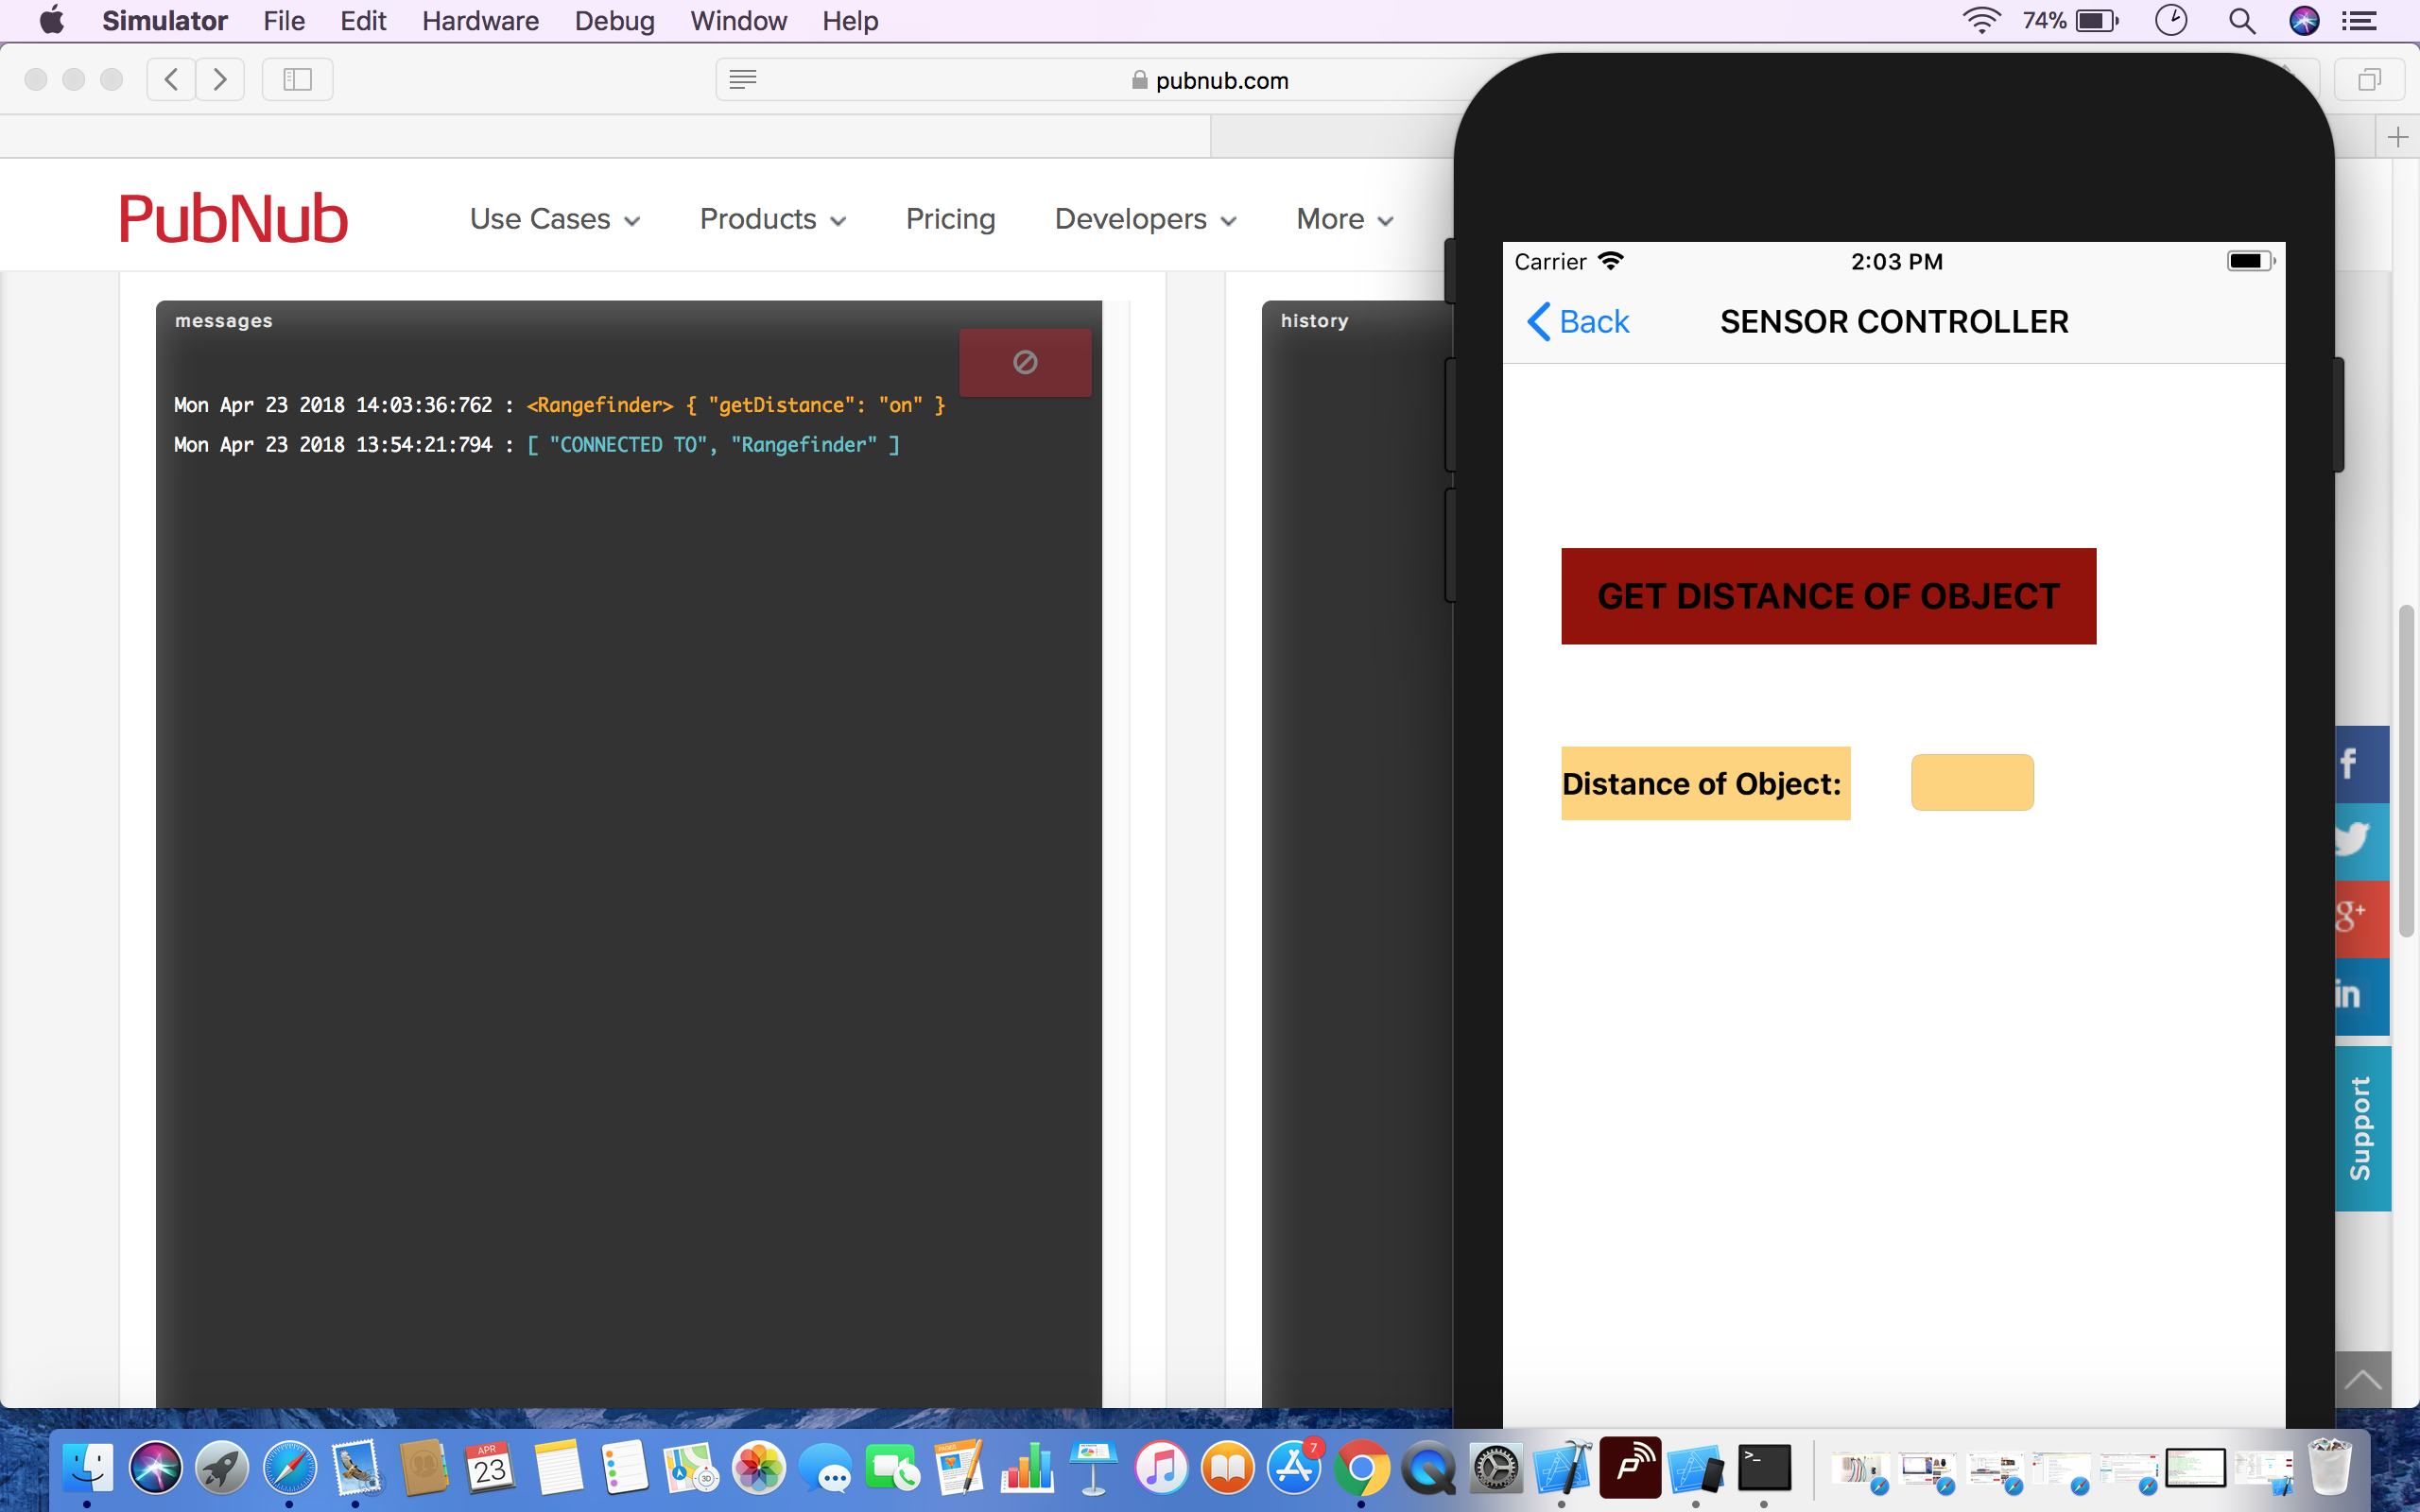 Simulator File Edit Hardware Debug Window Help 74%
pubnub.com
PubNub Use Cases Products Pricing Developers More
messages
Mon Apr 23 2018 14:03:36:762 : <Rangefinder> { "getDistance": "on" }
Mon Apr 23 2018 13:54:21:794 : [ "CONNECTED TO", "Rangefinder" ]
history
Carrier 2:03 PM
Back SENSOR CONTROLLER
GET DISTANCE OF OBJECT
Distance of Object:
f
g+
in
Support
APR
23
PAGES
3D
7
>_